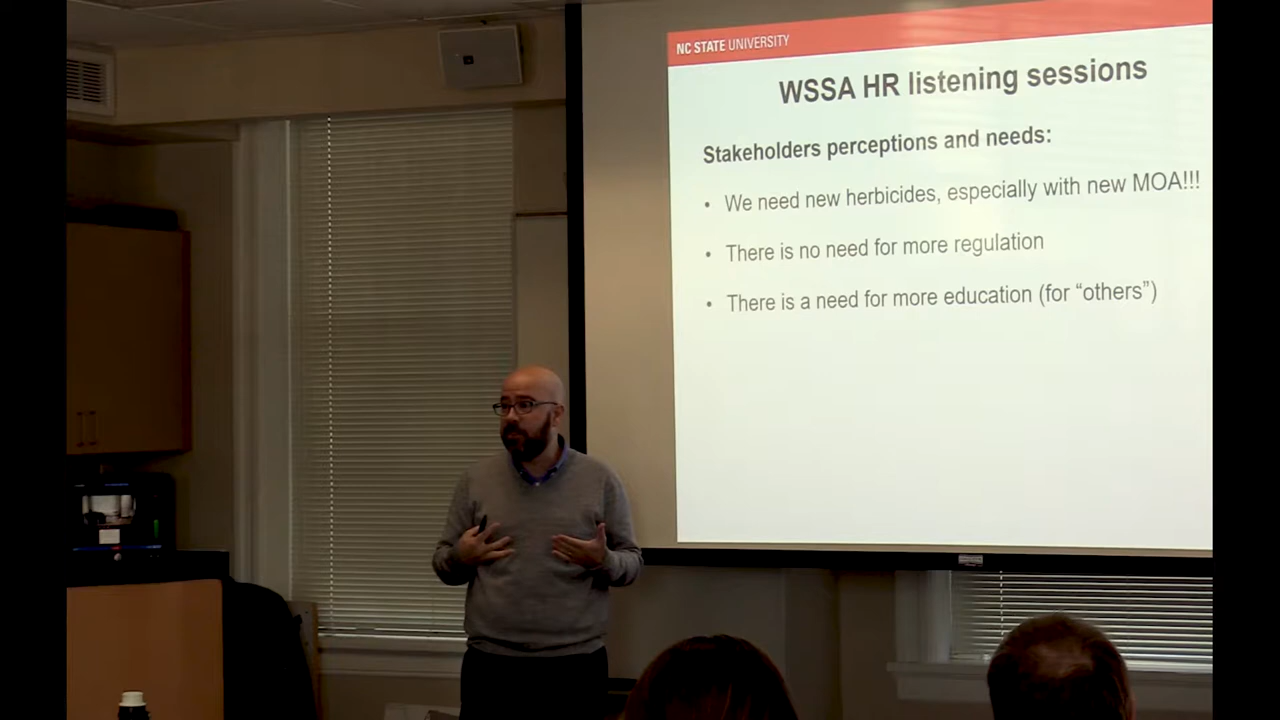 NC STATE UNIVERSITY
WSSA HR listening sessions
Stakeholders perceptions and needs:
• We need new herbicides, especially with new MOA!!!
• There is no need for more regulation
• There is a need for more education (for “others”)